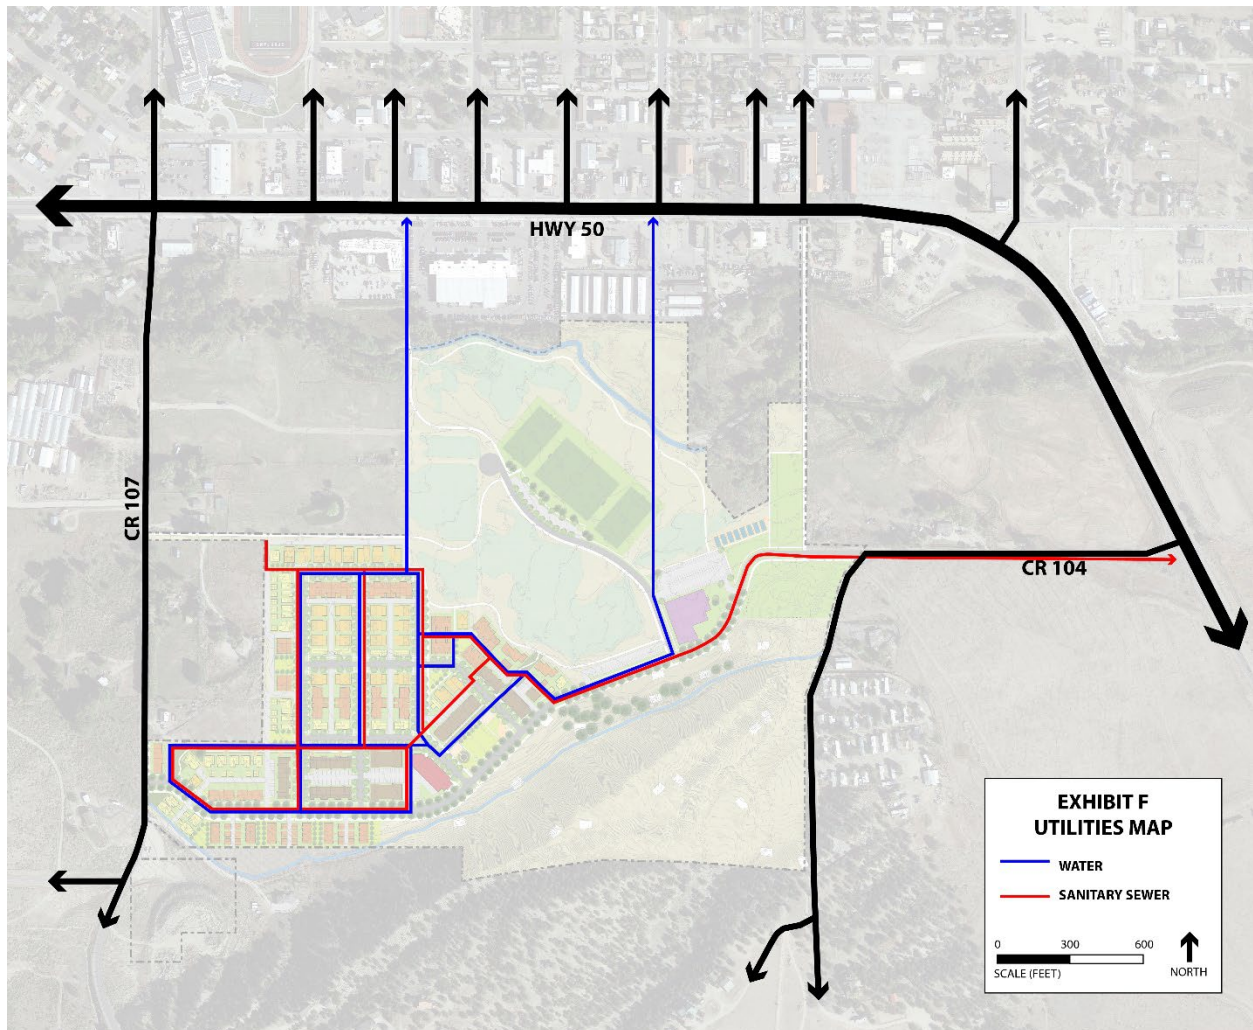 HWY 50
CR 107
CR 104
EXHIBIT F
UTILITIES MAP
WATER
SANITARY SEWER
0 300 600
SCALE (FEET)
NORTH